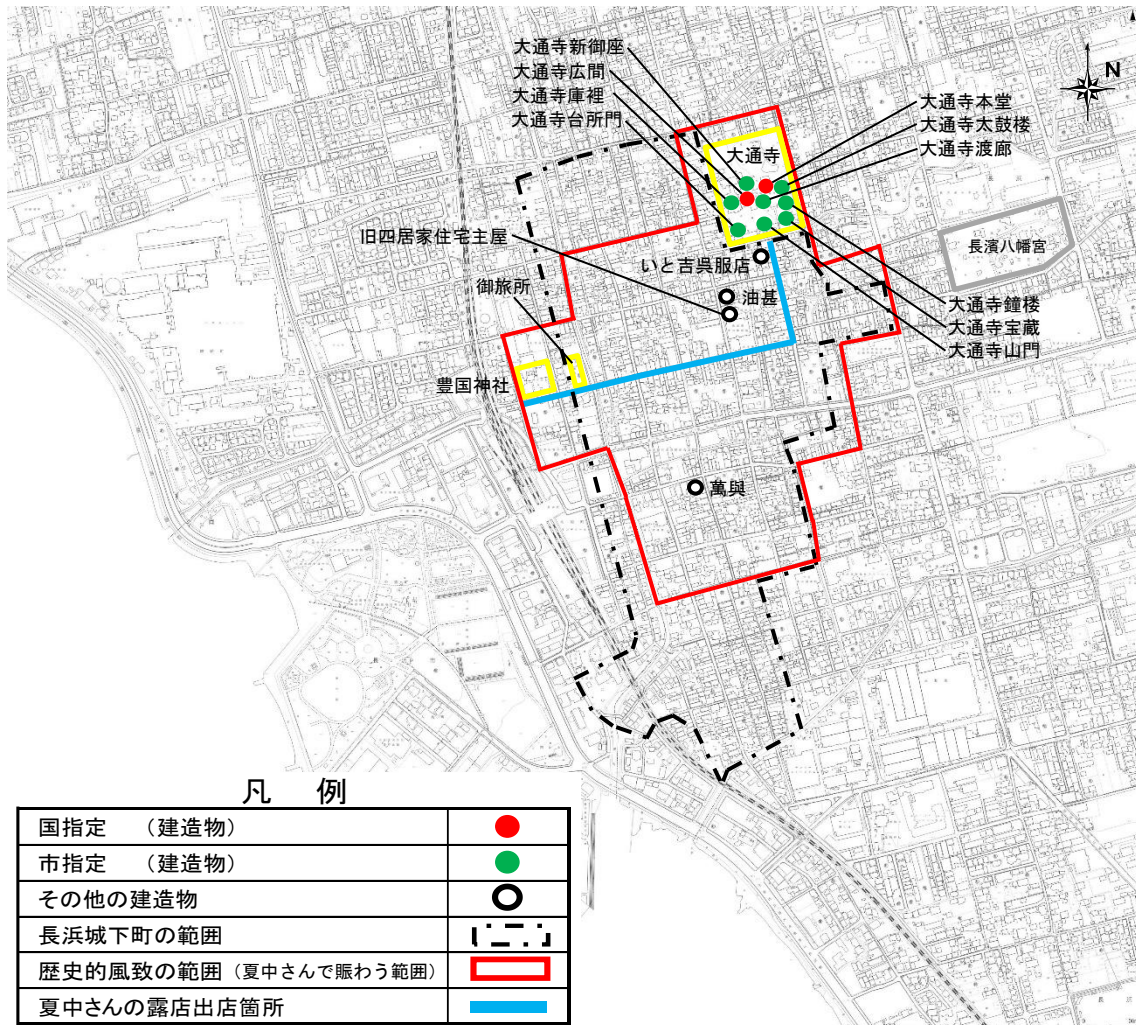 大通寺新御座
大通寺広間
大通寺庫裡
大通寺台所門
N
大通寺本堂
大通寺太鼓楼
大通寺渡廊
大通寺
長濱八幡宮
旧四居家住宅主屋
いと吉呉服店
御旅所
油甚
大通寺鐘楼
大通寺宝蔵
大通寺山門
豊国神社
萬與
凡 例
国指定 (建造物)
市指定 (建造物)
その他の建造物
長浜城下町の範囲
歴史的風致の範囲(夏中さんで賑わう範囲)
夏中さんの露店出店箇所